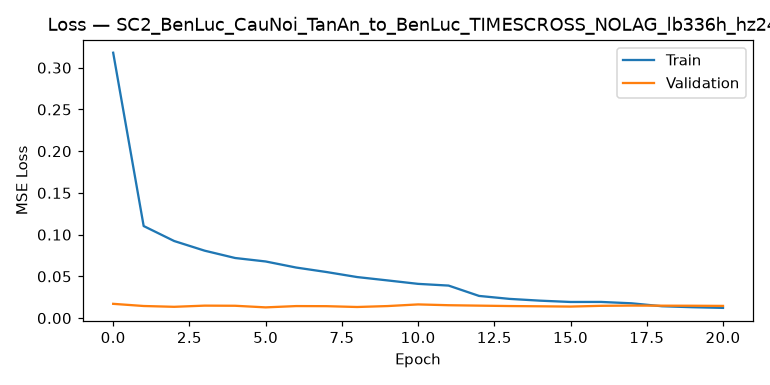 Loss — SC2_BenLuc_CauNoi_TanAn_to_BenLuc_TIMESCROSS_NOLAG_lb336h_hz24
Train
Validation
MSE Loss
0.30
0.25
0.20
0.15
0.10
0.05
0.00
0.0 2.5 5.0 7.5 10.0 12.5 15.0 17.5 20.0
Epoch